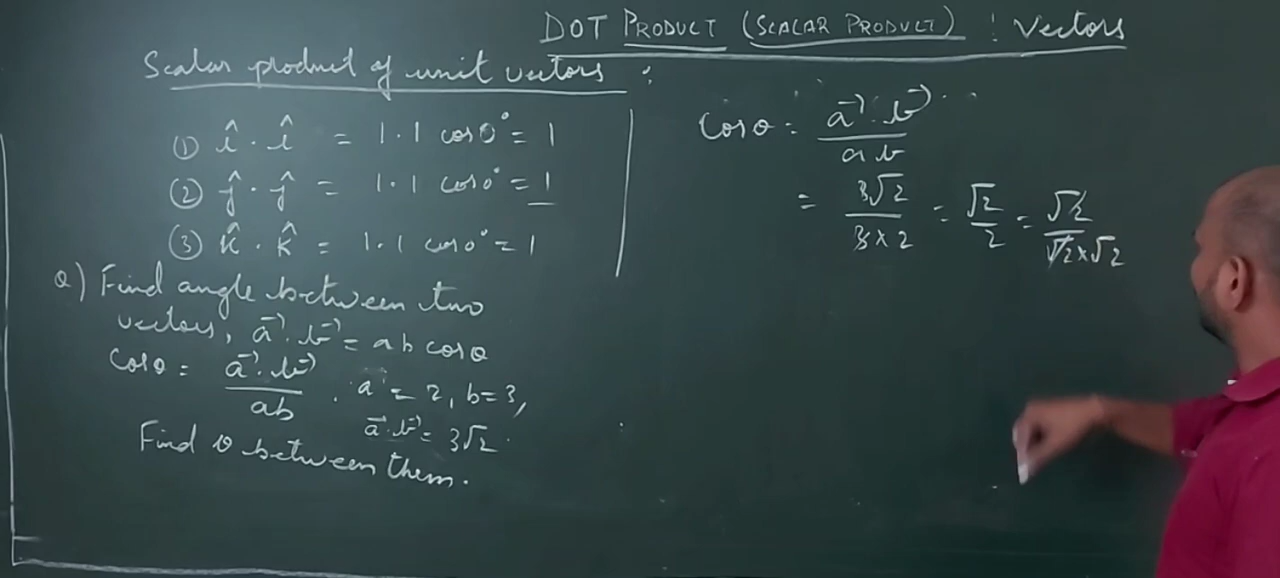 DOT PRODUCT (SCALAR PRODUCT) : Vectors
Scalar product of unit vectors :
① î . î = 1.1 cos0° = 1
② ĵ . ĵ = 1.1 cos0° = 1
③ k̂ . k̂ = 1.1 cos0° = 1
Q) Find angle between two
vectors, a⃗ . b⃗ = ab cosθ
Cosθ = a⃗ . b⃗ / ab . a = 2, b = 3,
a⃗ . b⃗ = 3√2 .
Find θ between them.
Cosθ = a⃗ . b⃗ / ab
= 3√2 / 3×2 = √2 / 2 = √2 / √2×√2